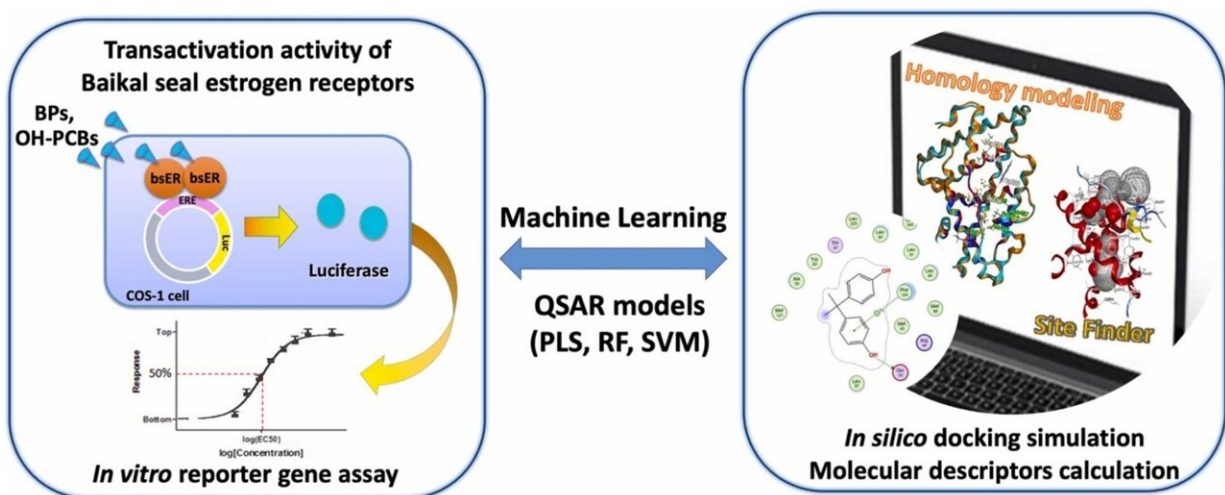 Transactivation activity of
Baikal seal estrogen receptors
BPs,
OH-PCBs
bsER
bsER
ERE
Luc
COS-1 cell
Luciferase
Response
Top
50%
Bottom
log(EC50)
log[Concentration]
In vitro reporter gene assay
Machine Learning
QSAR models
(PLS, RF, SVM)
Homology modeling
Site Finder
OH
OH
In silico docking simulation
Molecular descriptors calculation